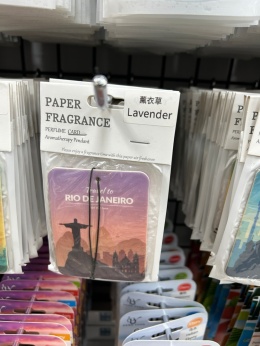 PAPER
FRAGRANCE
薰衣草
Lavender
PERFUME CARD
Aromatherapy Pendant
Travel to
RIO DE JANEIRO